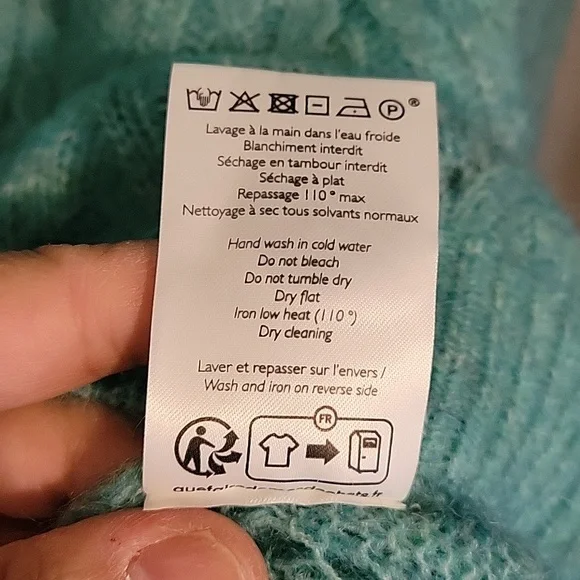 P ®
Lavage à la main dans l'eau froide
Blanchiment interdit
Séchage en tambour interdit
Séchage à plat
Repassage 110° max
Nettoyage à sec tous solvants normaux
Hand wash in cold water
Do not bleach
Do not tumble dry
Dry flat
Iron low heat (110°)
Dry cleaning
Laver et repasser sur l'envers /
Wash and iron on reverse side
FR